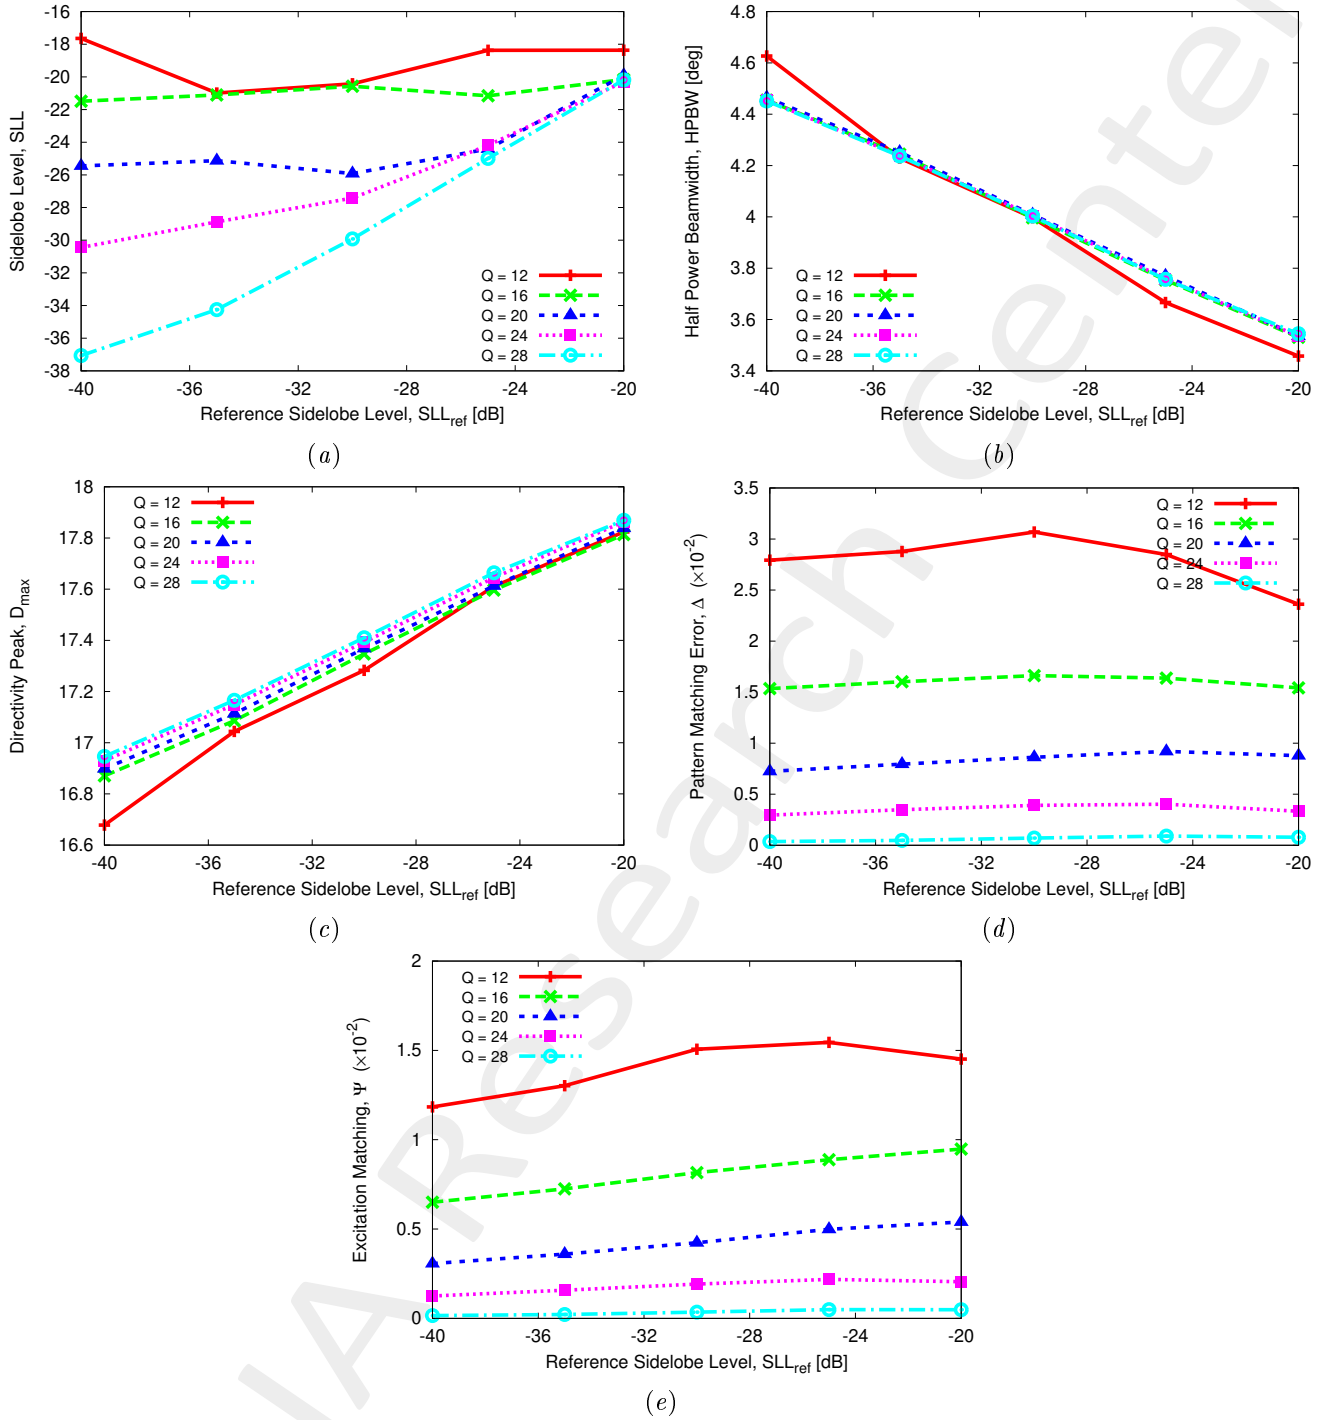 -16
-18
-20
-22
-24
-26
-28
-30
-32
-34
-36
-38
-40
-36
-32
-28
-24
-20
Sidelobe Level, SLL
Reference Sidelobe Level, SLLref [dB]
Q = 12
Q = 16
Q = 20
Q = 24
Q = 28
(a)
4.8
4.6
4.4
4.2
4
3.8
3.6
3.4
-40
-36
-32
-28
-24
-20
Half Power Beamwidth, HPBW [deg]
Reference Sidelobe Level, SLLref [dB]
Q = 12
Q = 16
Q = 20
Q = 24
Q = 28
(b)
18
17.8
17.6
17.4
17.2
17
16.8
16.6
-40
-36
-32
-28
-24
-20
Directivity Peak, Dmax
Reference Sidelobe Level, SLLref [dB]
Q = 12
Q = 16
Q = 20
Q = 24
Q = 28
(c)
3.5
3
2.5
2
1.5
1
0.5
0
-40
-36
-32
-28
-24
-20
Pattern Matching Error, Δ (×10-2)
Reference Sidelobe Level, SLLref [dB]
Q = 12
Q = 16
Q = 20
Q = 24
Q = 28
(d)
2
1.5
1
0.5
0
-40
-36
-32
-28
-24
-20
Excitation Matching, Ψ (×10-2)
Reference Sidelobe Level, SLLref [dB]
Q = 12
Q = 16
Q = 20
Q = 24
Q = 28
(e)
IA Research Center